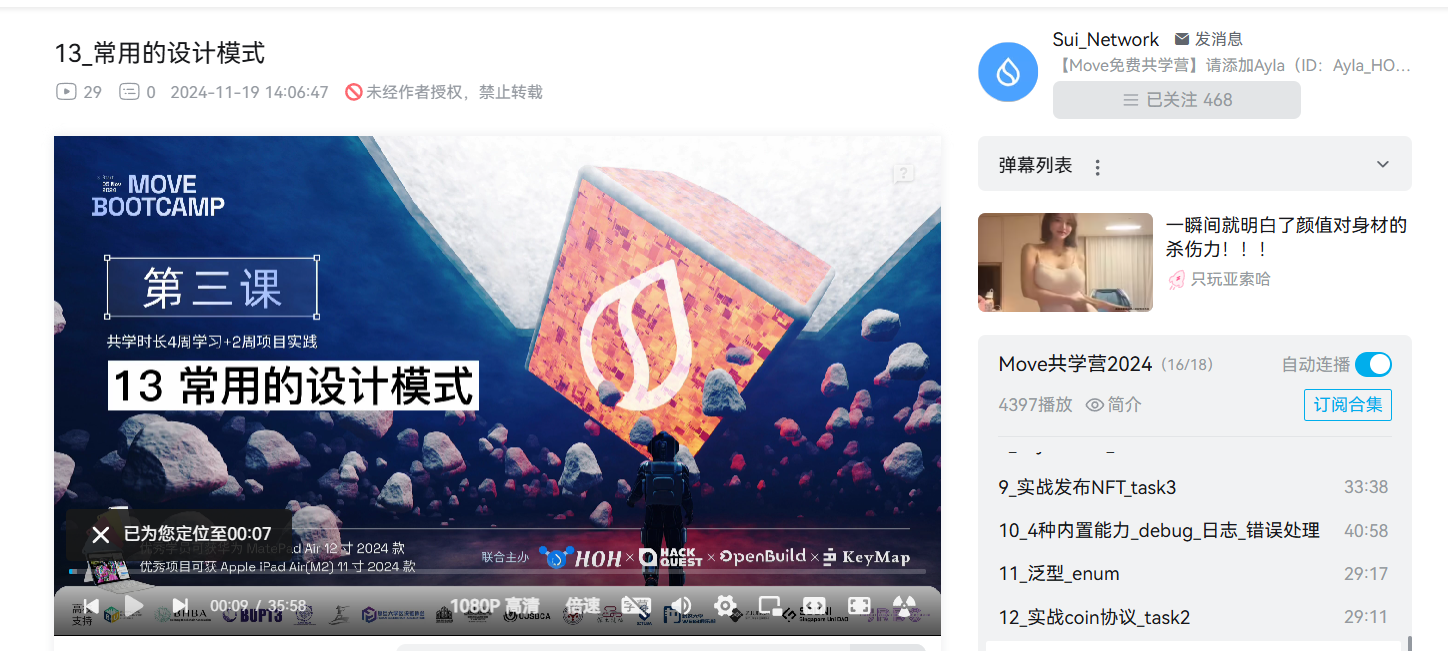 13_常用的设计模式
29 0 2024-11-19 14:06:47 未经作者授权，禁止转载
Sui_Network 发消息
【Move免费共学营】请添加Ayla（ID：Ayla_HO…
已关注 468
05 Nov
2024
MOVE
BOOTCAMP
第三课
共学时长4周学习+2周项目实践
13 常用的设计模式
已为您定位至00:07
优秀学员可获华为 MatePad Air 12 寸 2024 款
优秀项目可获 Apple iPad Air(M2) 11 寸 2024 款
联合主办 HOH × HACK QUEST × OpenBuild × KeyMap
00:09 / 35:58 1080P 高清 倍速
支持
BUPT3
弹幕列表
一瞬间就明白了颜值对身材的
杀伤力！！！
只玩亚索哈
Move共学营2024 (16/18) 自动连播
4397播放 简介 订阅合集
9_实战发布NFT_task3 33:38
10_4种内置能力_debug_日志_错误处理 40:58
11_泛型_enum 29:17
12_实战coin协议_task2 29:11